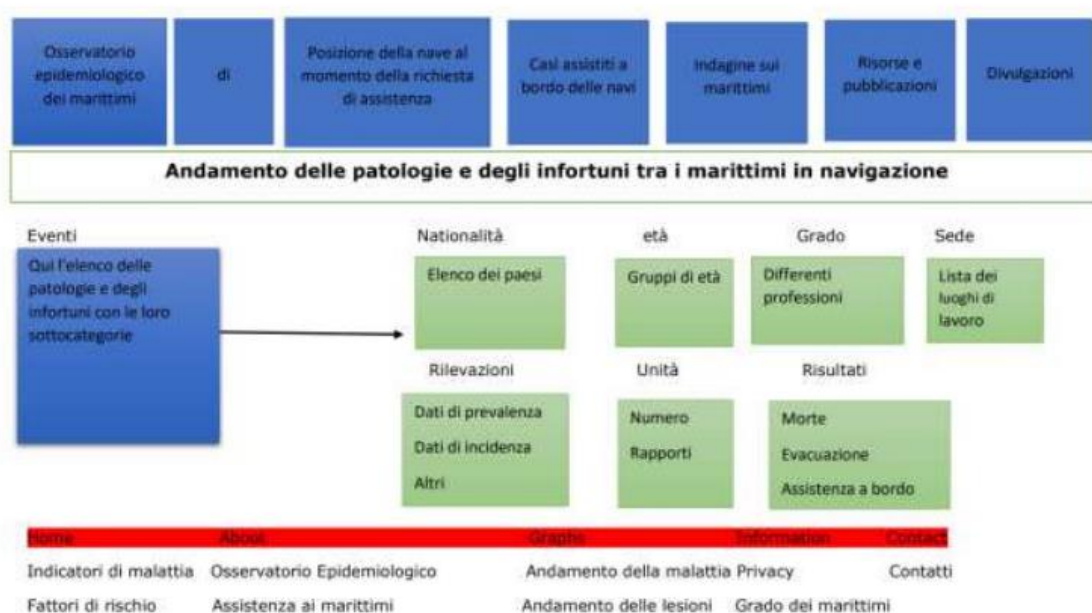 Osservatorio
epidemiologico
dei marittimi
di
Posizione della nave al
momento della richiesta
di assistenza
Casi assistiti a
bordo delle navi
Indagine sui
marittimi
Risorse e
pubblicazioni
Divulgazioni
Andamento delle patologie e degli infortuni tra i marittimi in navigazione
Eventi
Qui l'elenco delle
patologie e degli
infortuni con le loro
sottocategorie
Nazionalità
Elenco dei paesi
età
Gruppi di età
Grado
Differenti
professioni
Sede
Lista dei
luoghi di
lavoro
Rilevazioni
Dati di prevalenza
Dati di incidenza
Altri
Unità
Numero
Rapporti
Risultati
Morte
Evacuazione
Assistenza a bordo
Home About Graphs Information Contact
Indicatori di malattia Osservatorio Epidemiologico Andamento della malattia Privacy Contatti
Fattori di rischio Assistenza ai marittimi Andamento delle lesioni Grado dei marittimi